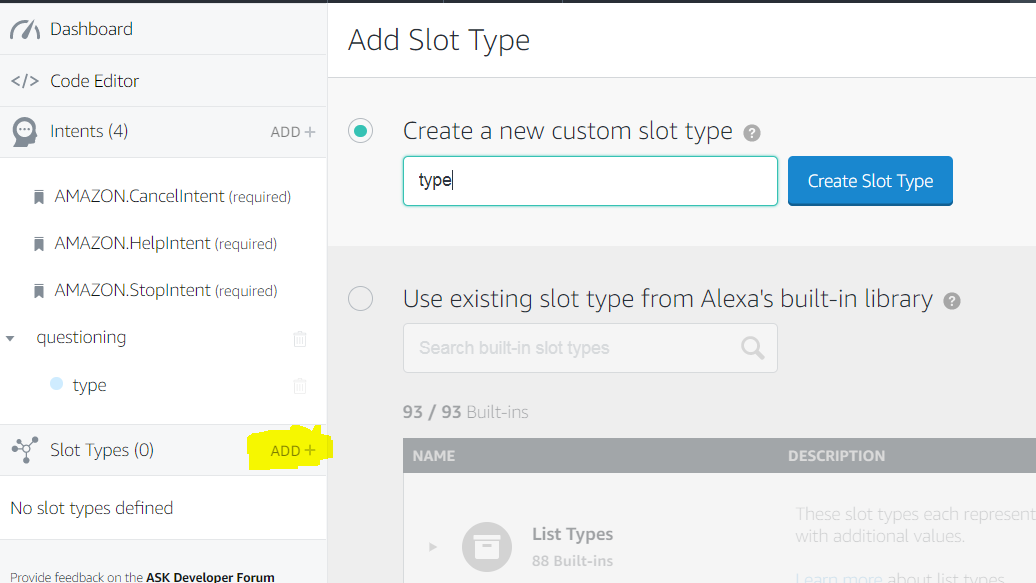 Dashboard
Code Editor
Intents (4) ADD +
AMAZON.CancelIntent (required)
AMAZON.HelpIntent (required)
AMAZON.StopIntent (required)
questioning
type
Slot Types (0) ADD +
No slot types defined
Provide feedback on the ASK Developer Forum
Add Slot Type
Create a new custom slot type ?
type
Create Slot Type
Use existing slot type from Alexa's built-in library ?
Search built-in slot types
93 / 93 Built-ins
NAME DESCRIPTION
List Types
88 Built-ins
These slot types each represent
with additional values.
Learn more about list types